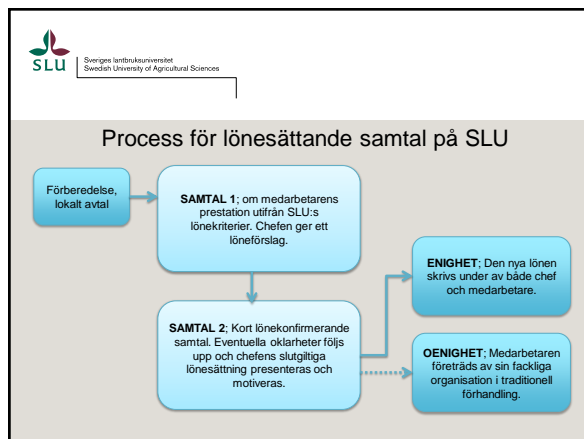 SLU
Sveriges lantbruksuniversitet
Swedish University of Agricultural Sciences
Process för lönesättande samtal på SLU
Förberedelse,
lokalt avtal
SAMTAL 1; om medarbetarens
prestation utifrån SLU:s
lönekriterier. Chefen ger ett
löneförslag.
SAMTAL 2; Kort lönekonfirmerande
samtal. Eventuella oklarheter följs
upp och chefens slutgiltiga
lönesättning presenteras och
motiveras.
ENIGHET; Den nya lönen
skrivs under av både chef
och medarbetare.
OENIGHET; Medarbetaren
företräds av sin fackliga
organisation i traditionell
förhandling.